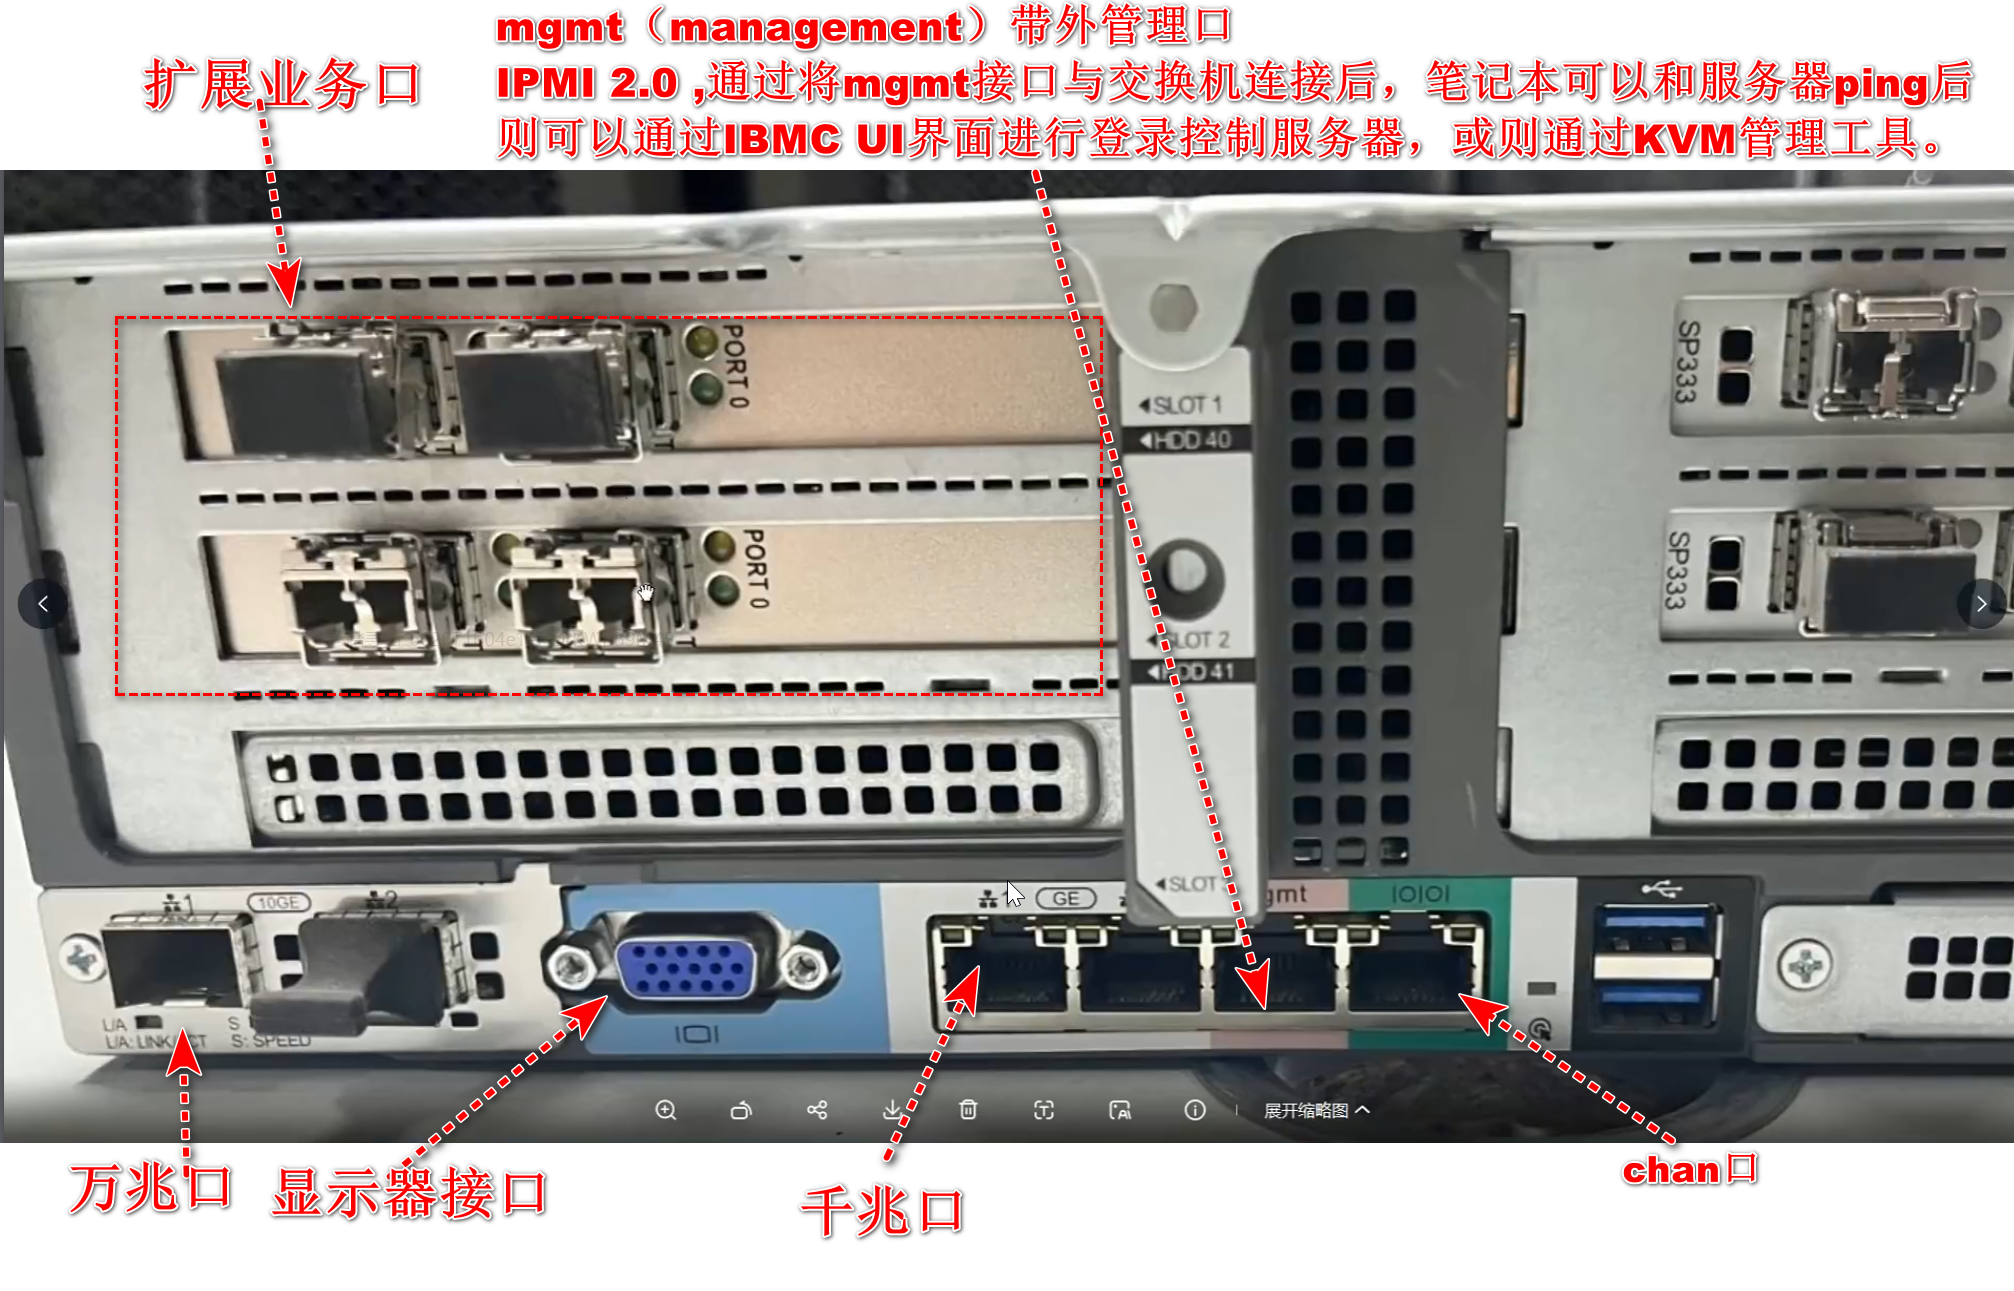 mgmt（management）带外管理口
IPMI 2.0 ,通过将mgmt接口与交换机连接后，笔记本可以和服务器ping后
则可以通过IBMC UI界面进行登录控制服务器，或则通过KVM管理工具。
扩展业务口
PORT 0
SLOT 1
HDD 40
SP333
PORT 0
SLOT 2
HDD 41
SP333
SLOT
1
10GE
2
GE
mt
|O|O|
L/A
S
L/A: LINK
S: SPEED
展开缩略图
万兆口
显示器接口
千兆口
chan口